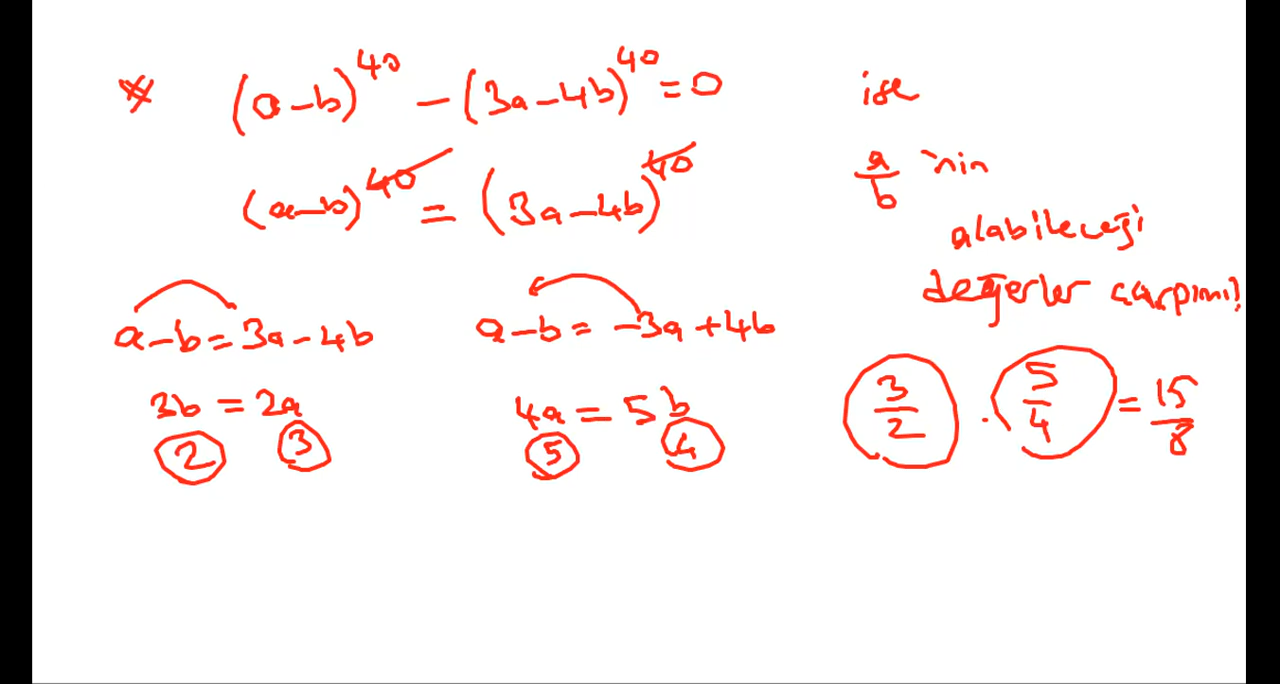 * (a-b)^40 - (3a-4b)^40 = 0 ise
(a-b)^40 = (3a-4b)^40
a/b 'nin
alabileceği
değerler çarpımı?
a-b = 3a-4b
3b = 2a
2 3
a-b = -3a+4b
4a = 5b
5 4
3/2 . 5/4 = 15/8